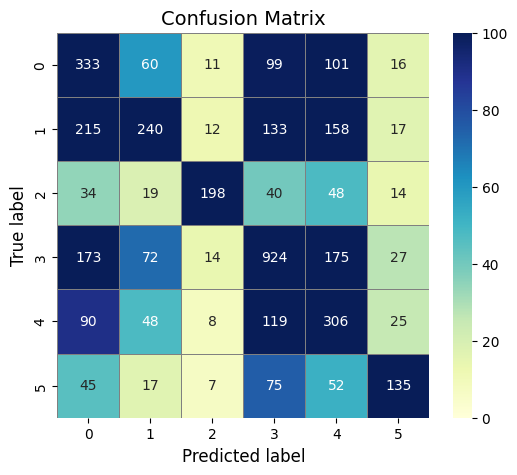 Confusion Matrix
True label
0 333 60 11 99 101 16
1 215 240 12 133 158 17
2 34 19 198 40 48 14
3 173 72 14 924 175 27
4 90 48 8 119 306 25
5 45 17 7 75 52 135
0 1 2 3 4 5
Predicted label
100
80
60
40
20
0